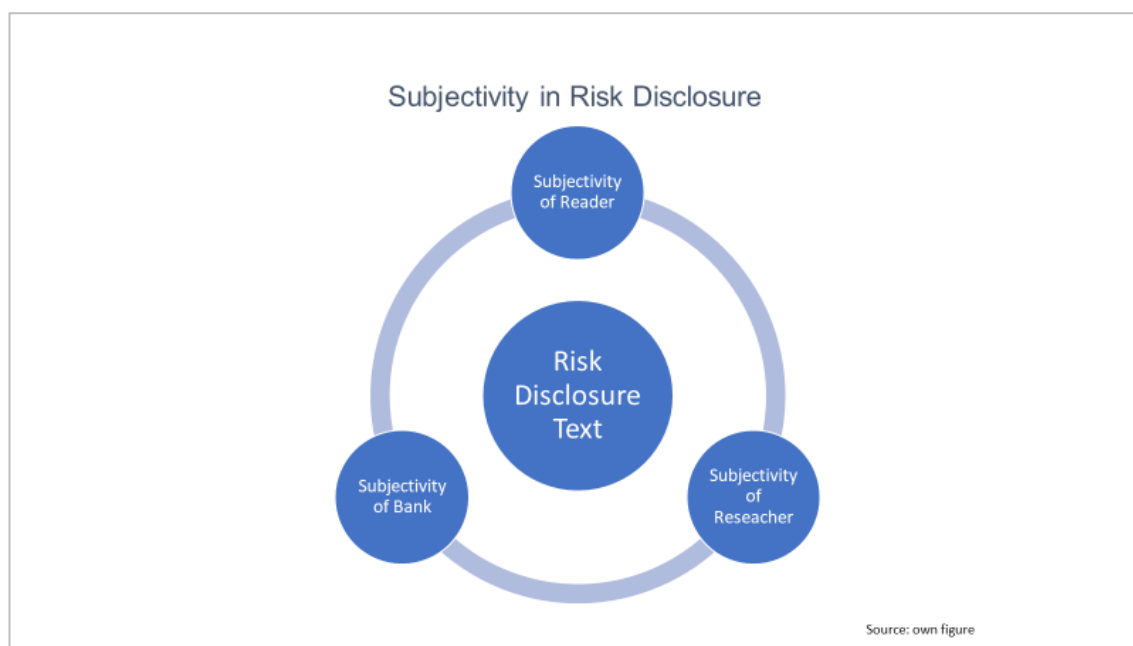 Subjectivity in Risk Disclosure
Subjectivity
of Reader
Risk
Disclosure
Text
Subjectivity
of Bank
Subjectivity
of
Reseacher
Source: own figure